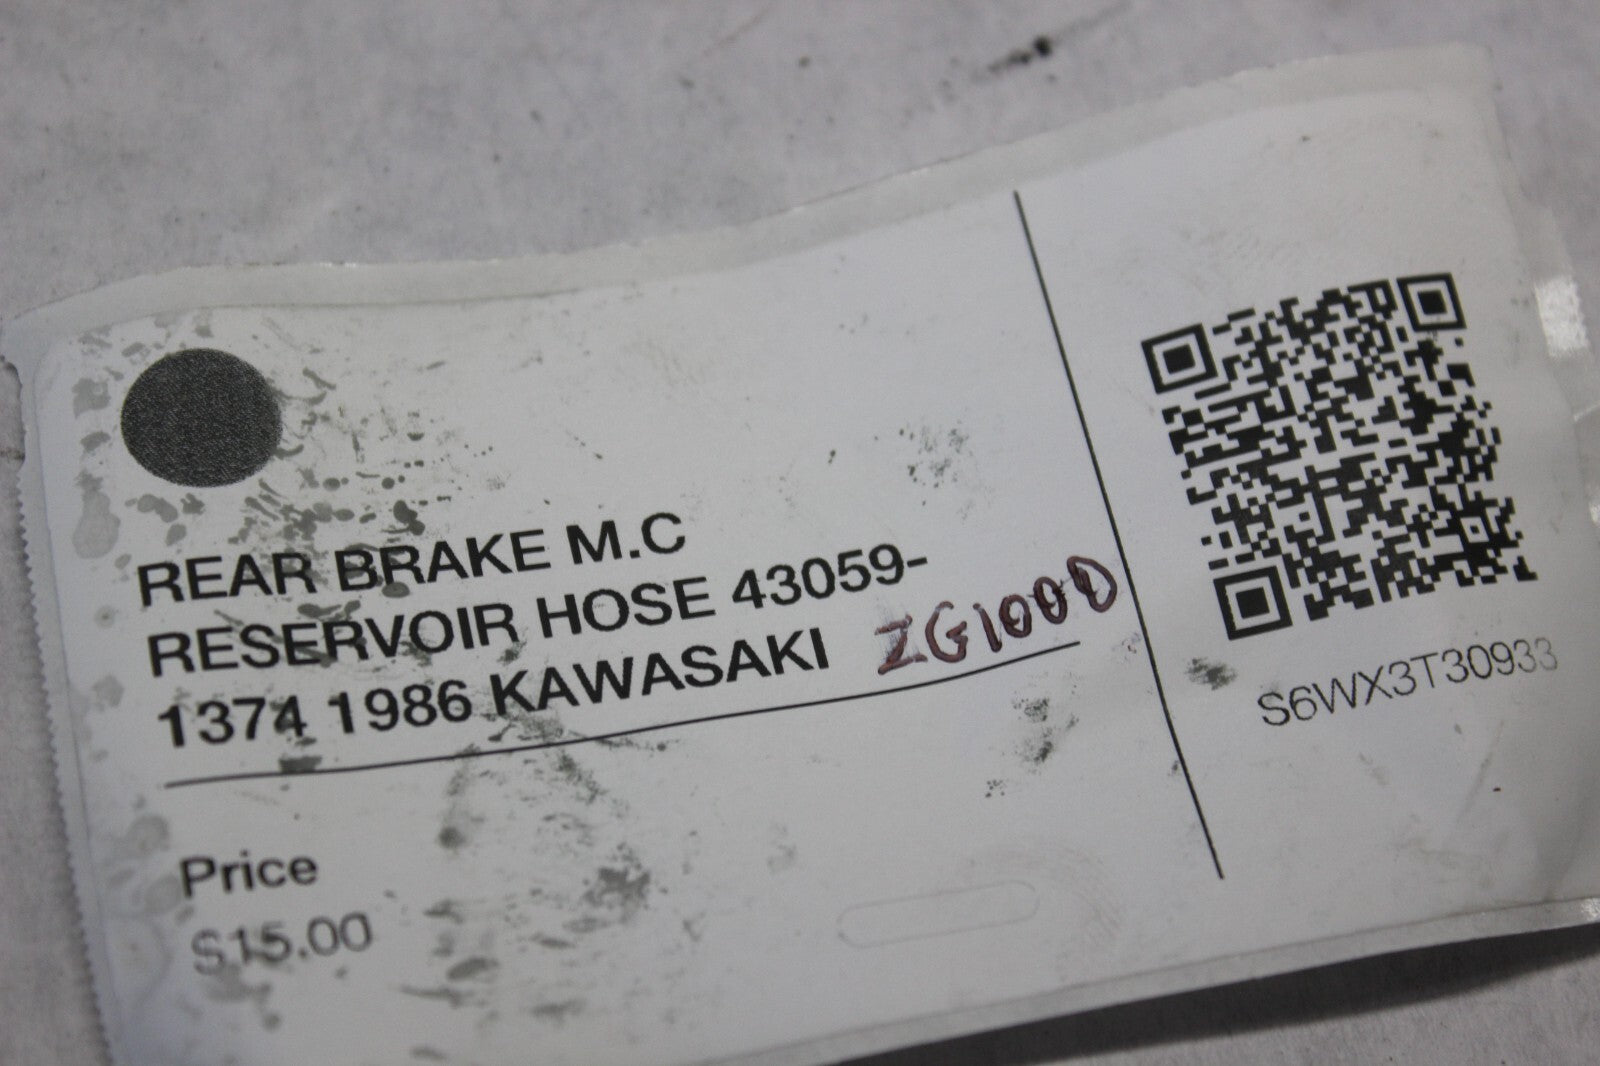 REAR BRAKE M.C
RESERVOIR HOSE 43059-
1374 1986 KAWASAKI ZG1000
Price
$15.00
S6WX3T30933